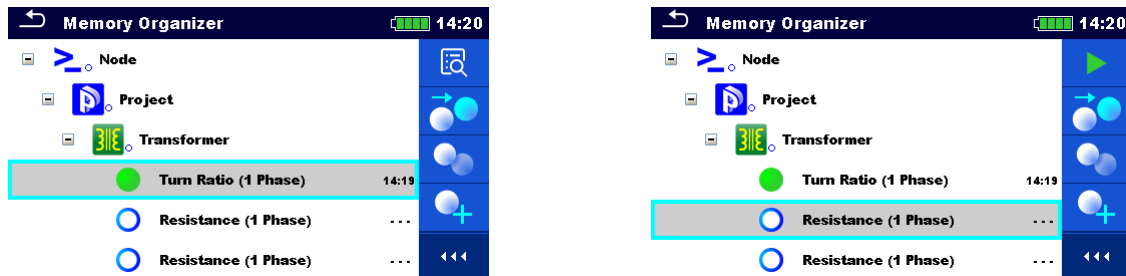 Memory Organizer 14:20
Node
Project
Transformer
Turn Ratio (1 Phase) 14:19
Resistance (1 Phase) ...
Resistance (1 Phase) ...
Memory Organizer 14:20
Node
Project
Transformer
Turn Ratio (1 Phase) 14:19
Resistance (1 Phase) ...
Resistance (1 Phase) ...